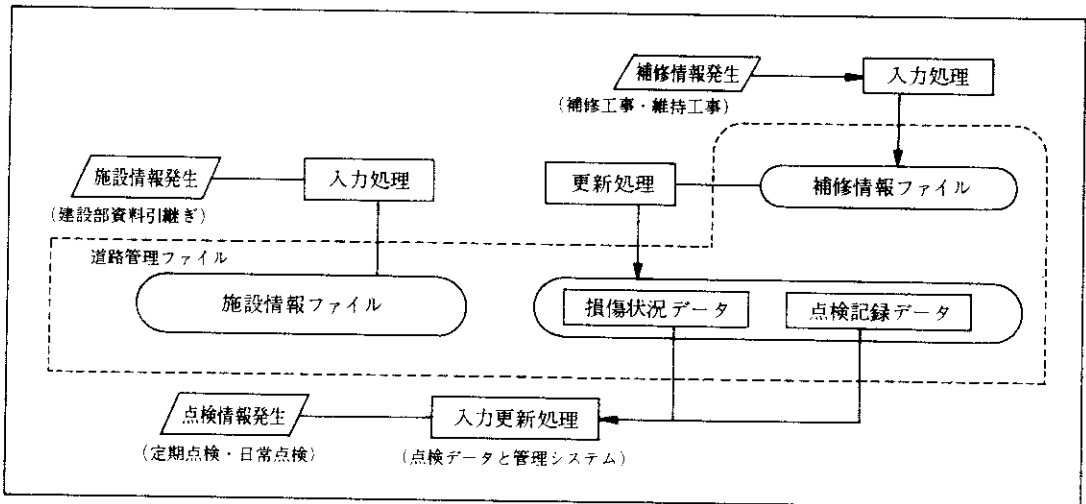 補修情報発生
入力処理
(補修工事・維持工事)
施設情報発生
入力処理
更新処理
補修情報ファイル
(建設部資料引継ぎ)
道路管理ファイル
施設情報ファイル
損傷状況データ
点検記録データ
点検情報発生
入力更新処理
(定期点検・日常点検)
(点検データと管理システム)